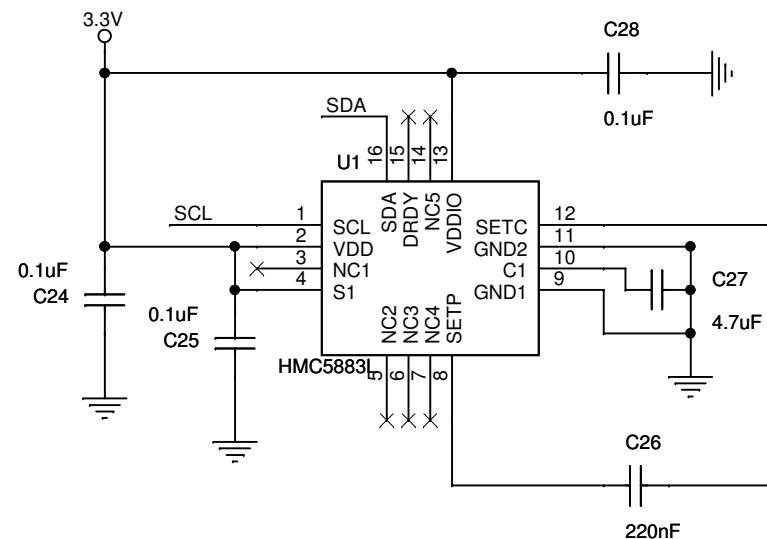 3.3V
C28
0.1uF
SDA
U1
16
15
14
13
SDA
DRDY
NC5
VDDIO
SCL
1
SCL
2
VDD
3
NC1
4
S1
SETC
12
GND2
11
C1
10
GND1
9
0.1uF
C24
0.1uF
C25
C27
4.7uF
NC2
NC3
NC4
SETP
HMC5883L
5
6
7
8
C26
220nF